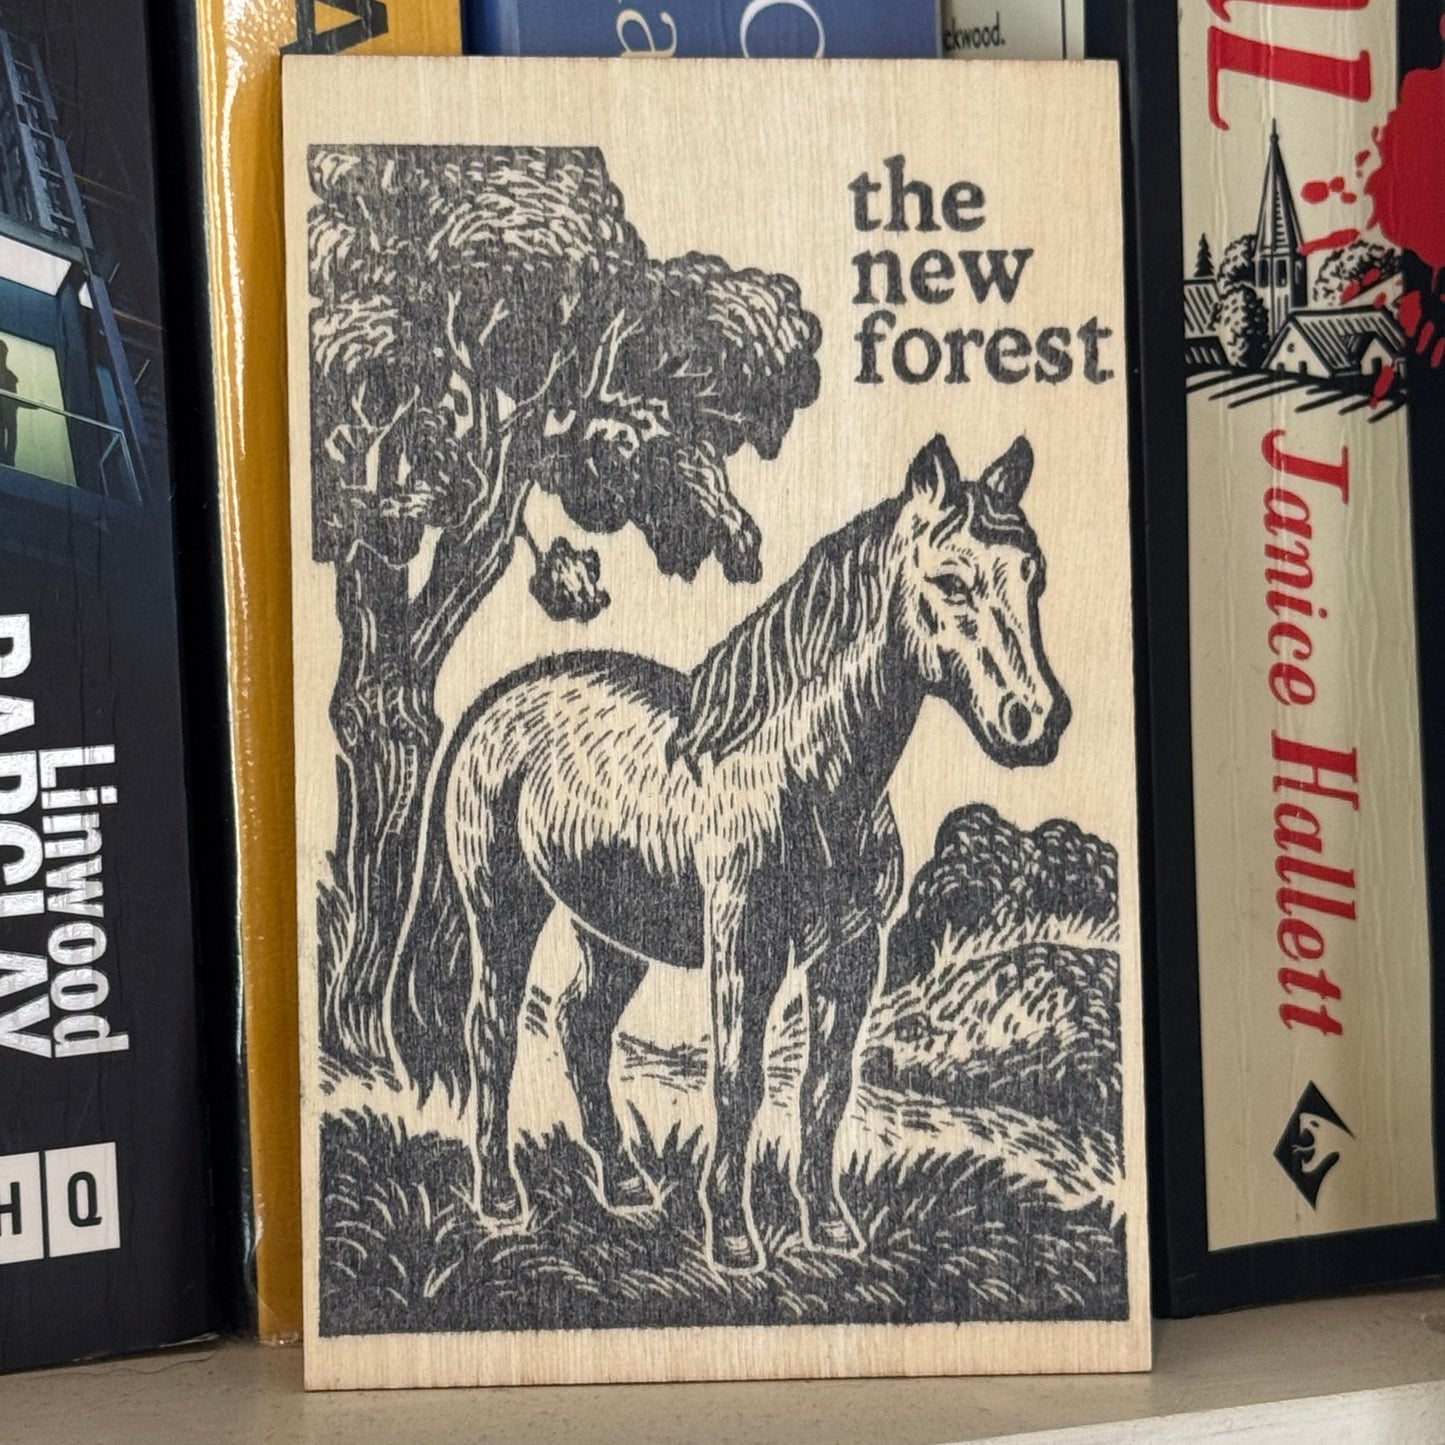 the
new
forest
Linwood
BARCLAY
HQ
ckwood.
Janice Hallett